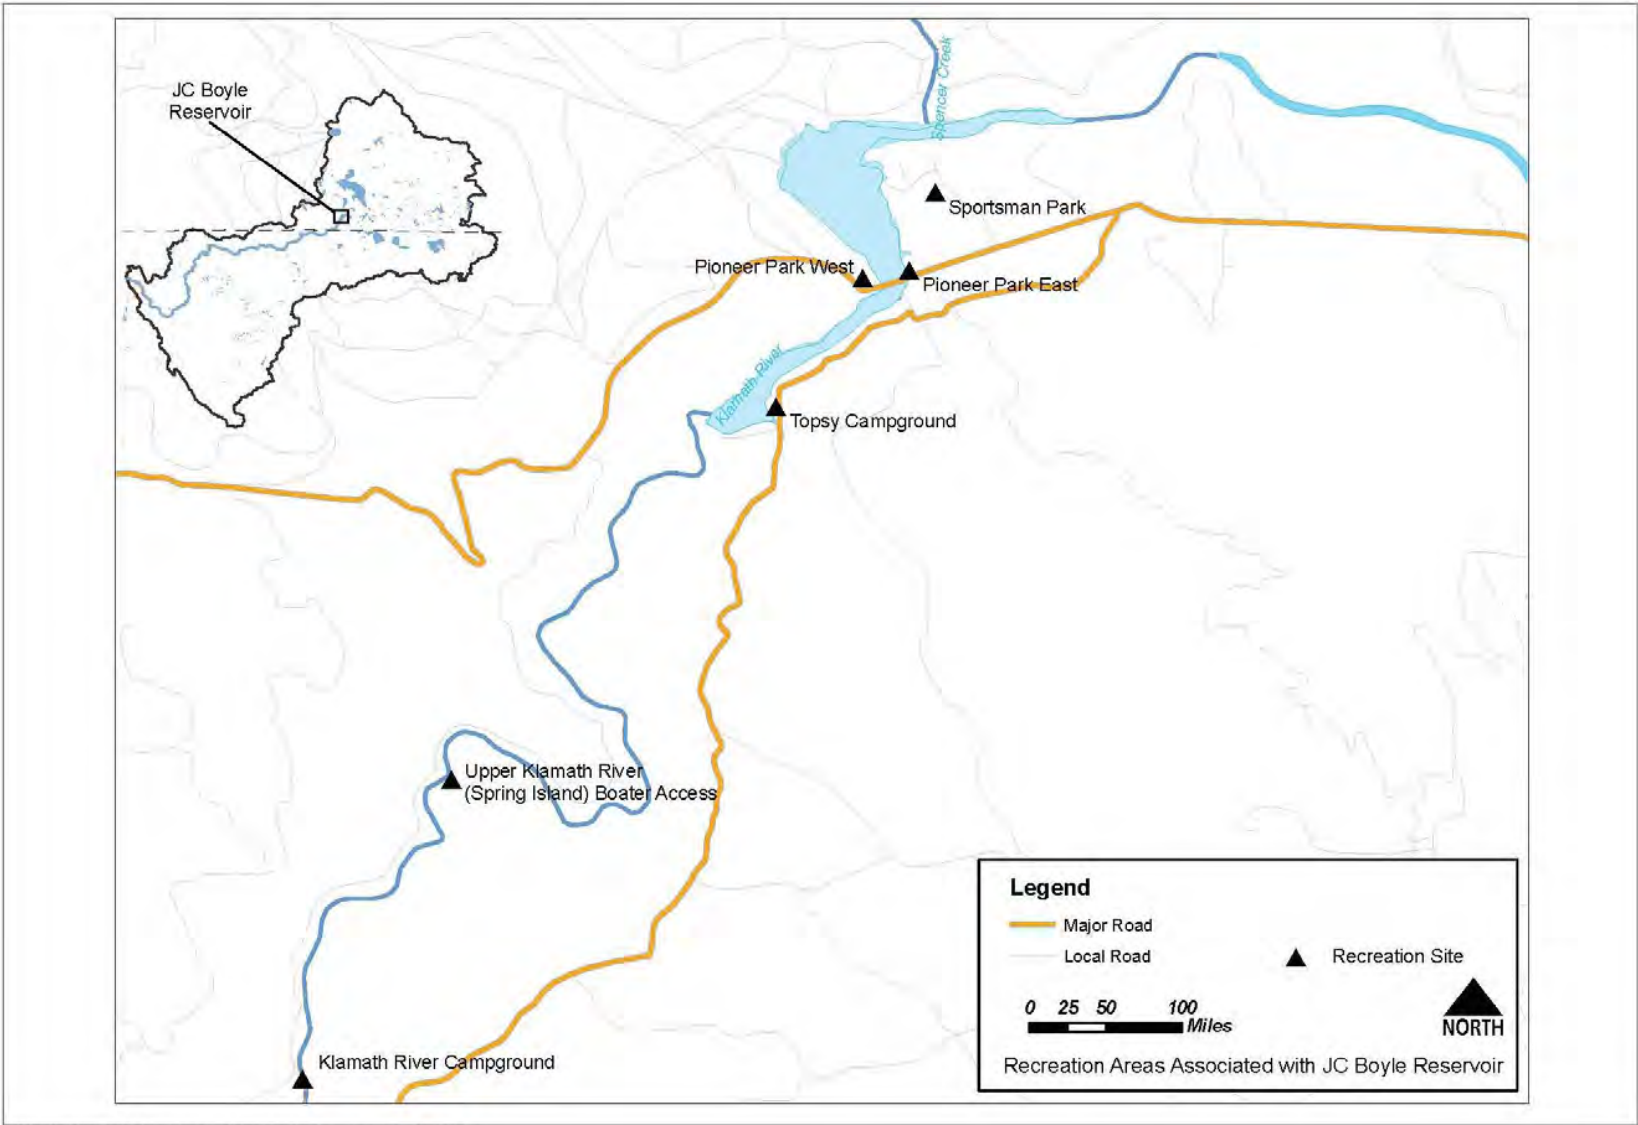 JC Boyle
Reservoir
Spencer Creek
Sportsman Park
Pioneer Park West
Pioneer Park East
Klamath River
Topsy Campground
Upper Klamath River
(Spring Island) Boater Access
Klamath River Campground
Legend
Major Road
Local Road
Recreation Site
0 25 50 100
Miles
NORTH
Recreation Areas Associated with JC Boyle Reservoir